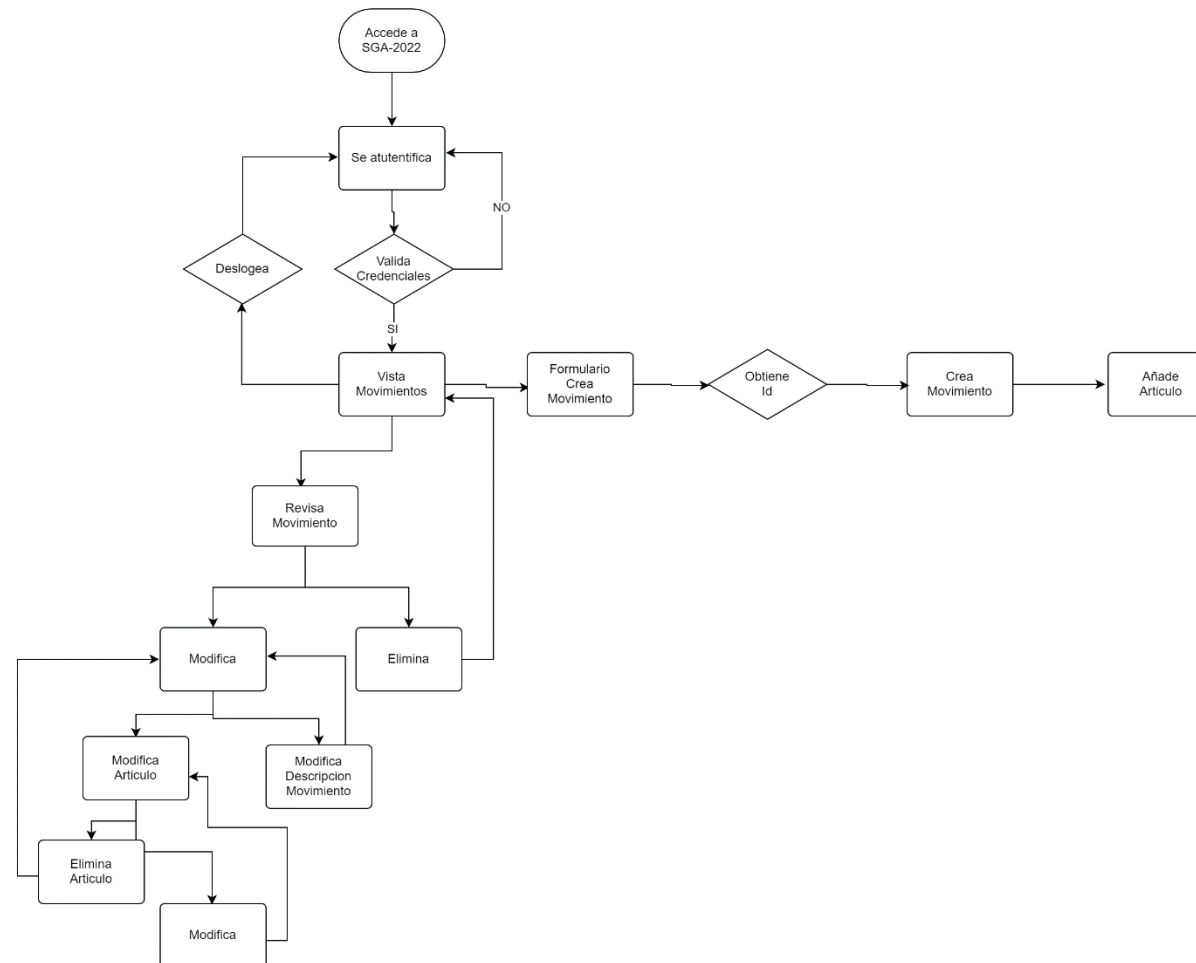 Accede a
SGA-2022
Se atutentifica
NO
Deslogea
Valida
Credenciales
SI
Vista
Movimientos
Formulario
Crea
Movimiento
Obtiene
Id
Crea
Movimiento
Añade
Articulo
Revisa
Movimiento
Modifica
Elimina
Modifica
Articulo
Modifica
Descripcion
Movimiento
Elimina
Articulo
Modifica